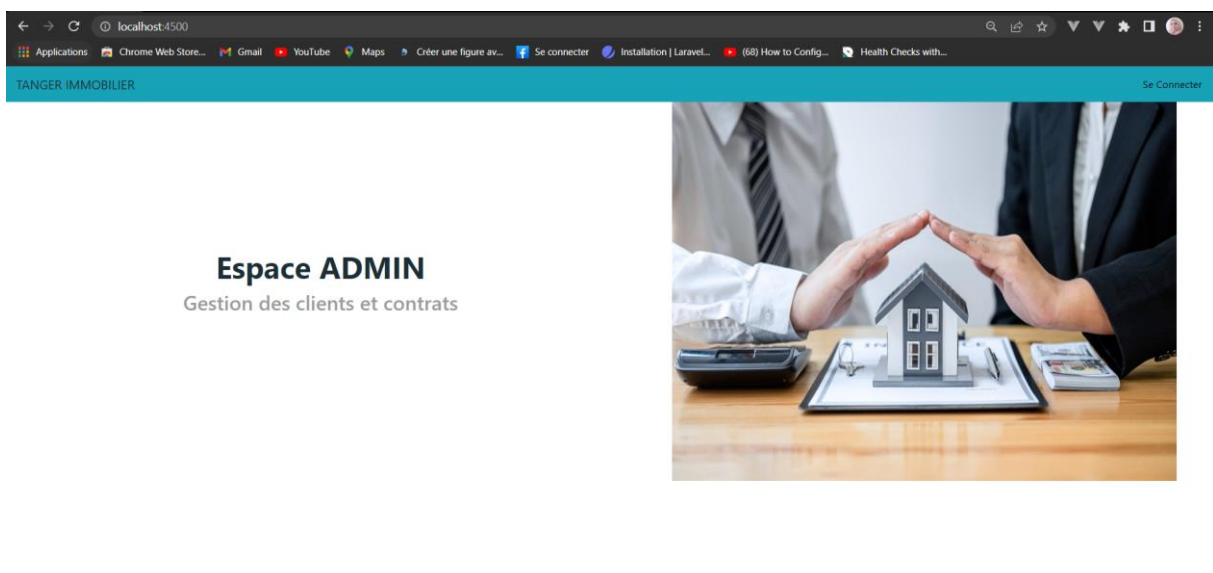 localhost:4500
Applications Chrome Web Store... Gmail YouTube Maps Créer une figure av... Se connecter Installation | Laravel... (68) How to Config... Health Checks with...
TANGER IMMOBILIER Se Connecter
Espace ADMIN
Gestion des clients et contrats